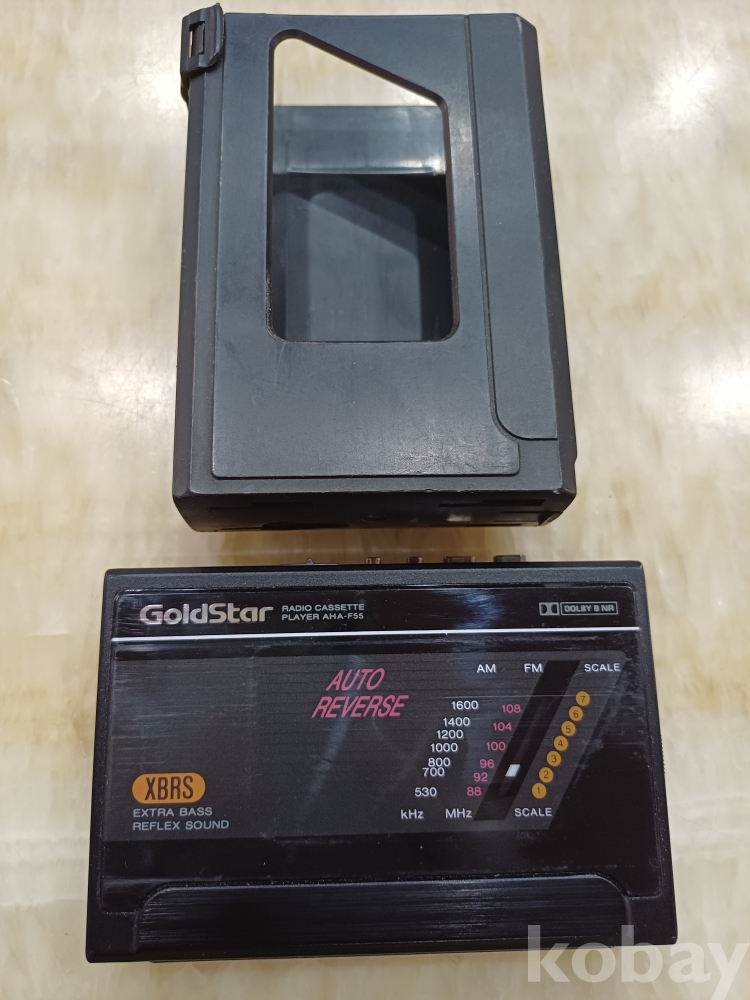 GoldStar
RADIO CASSETTE
PLAYER AHA-F55
DOLBY B NR
AM FM SCALE
AUTO
REVERSE
1600 108 7
1400 104 6
1200 5
1000 100 4
800 96 3
700 92 2
530 88 1
kHz MHz SCALE
XBRS
EXTRA BASS
REFLEX SOUND
kobay